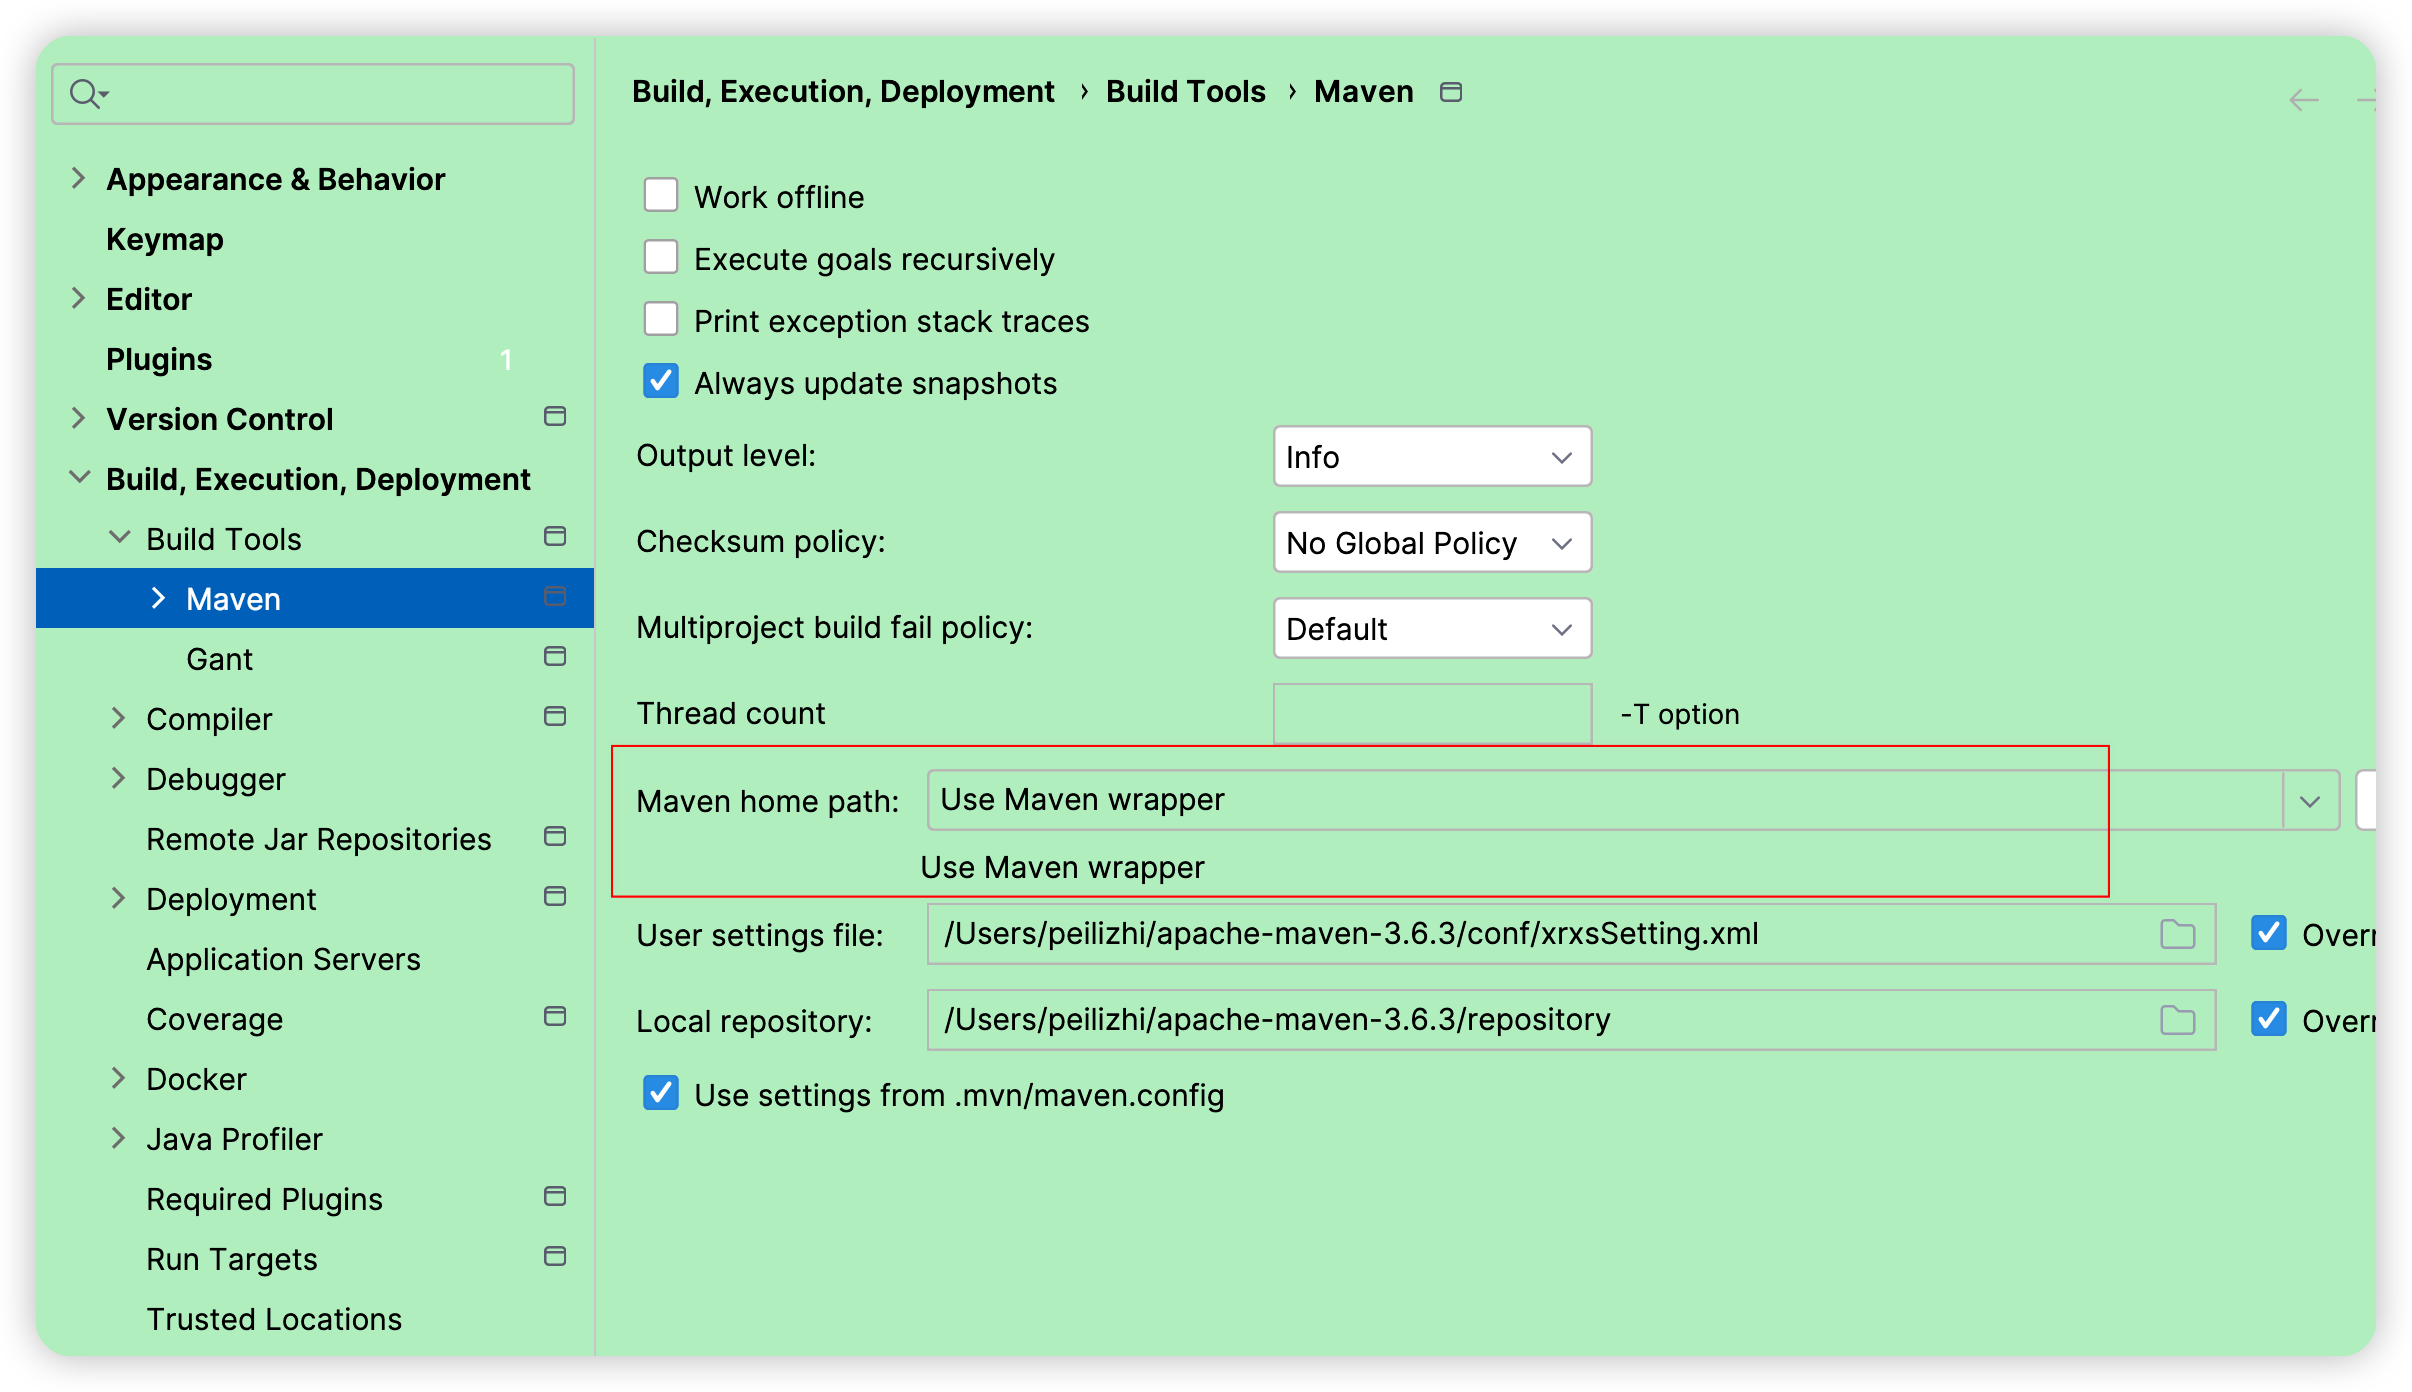 Appearance & Behavior
Keymap
Editor
Plugins 1
Version Control
Build, Execution, Deployment
Build Tools
Maven
Gant
Compiler
Debugger
Remote Jar Repositories
Deployment
Application Servers
Coverage
Docker
Java Profiler
Required Plugins
Run Targets
Trusted Locations
Build, Execution, Deployment › Build Tools › Maven
Work offline
Execute goals recursively
Print exception stack traces
Always update snapshots
Output level: Info
Checksum policy: No Global Policy
Multiproject build fail policy: Default
Thread count -T option
Maven home path: Use Maven wrapper
Use Maven wrapper
User settings file: /Users/peilizhi/apache-maven-3.6.3/conf/xrxsSetting.xml
Local repository: /Users/peilizhi/apache-maven-3.6.3/repository
Use settings from .mvn/maven.config